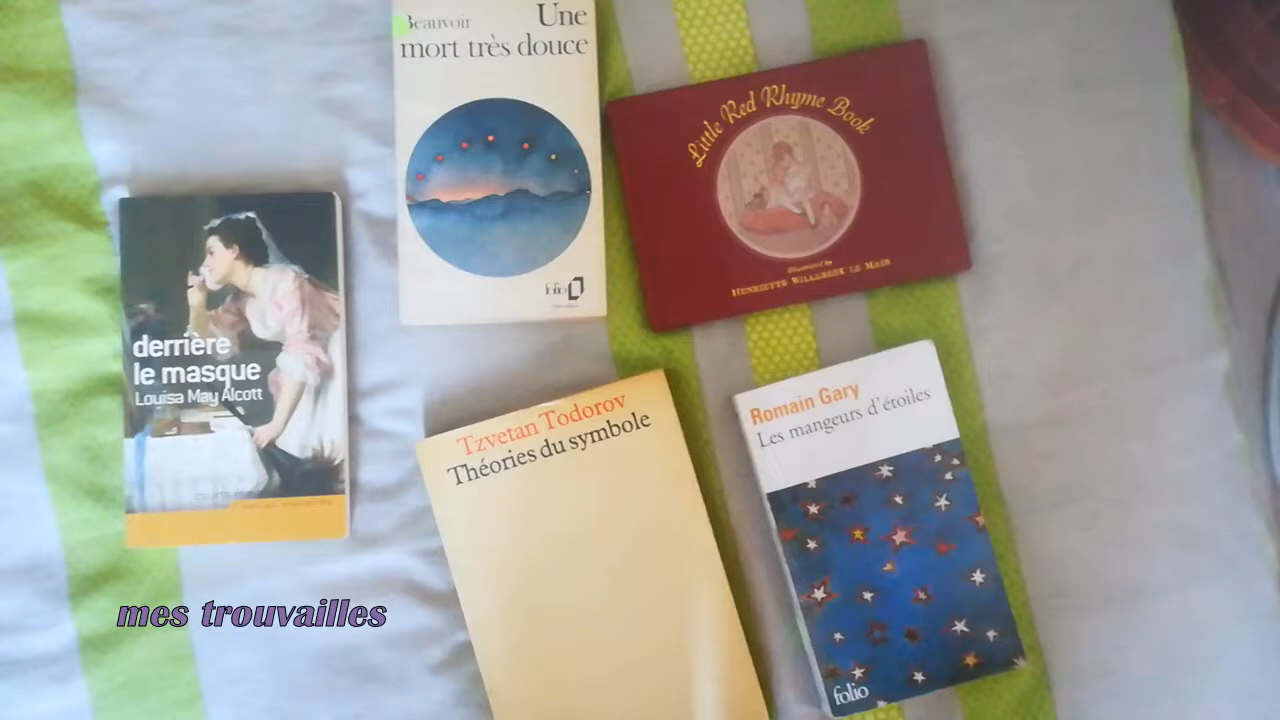 Beauvoir
Une
mort très douce
folio
Little Red Rhyme Book
Illustrated by
HENRIETTE WILLEBEEK LE MAIR
derrière
le masque
Louisa May Alcott
Tzvetan Todorov
Théories du symbole
Romain Gary
Les mangeurs d'étoiles
folio
mes trouvailles